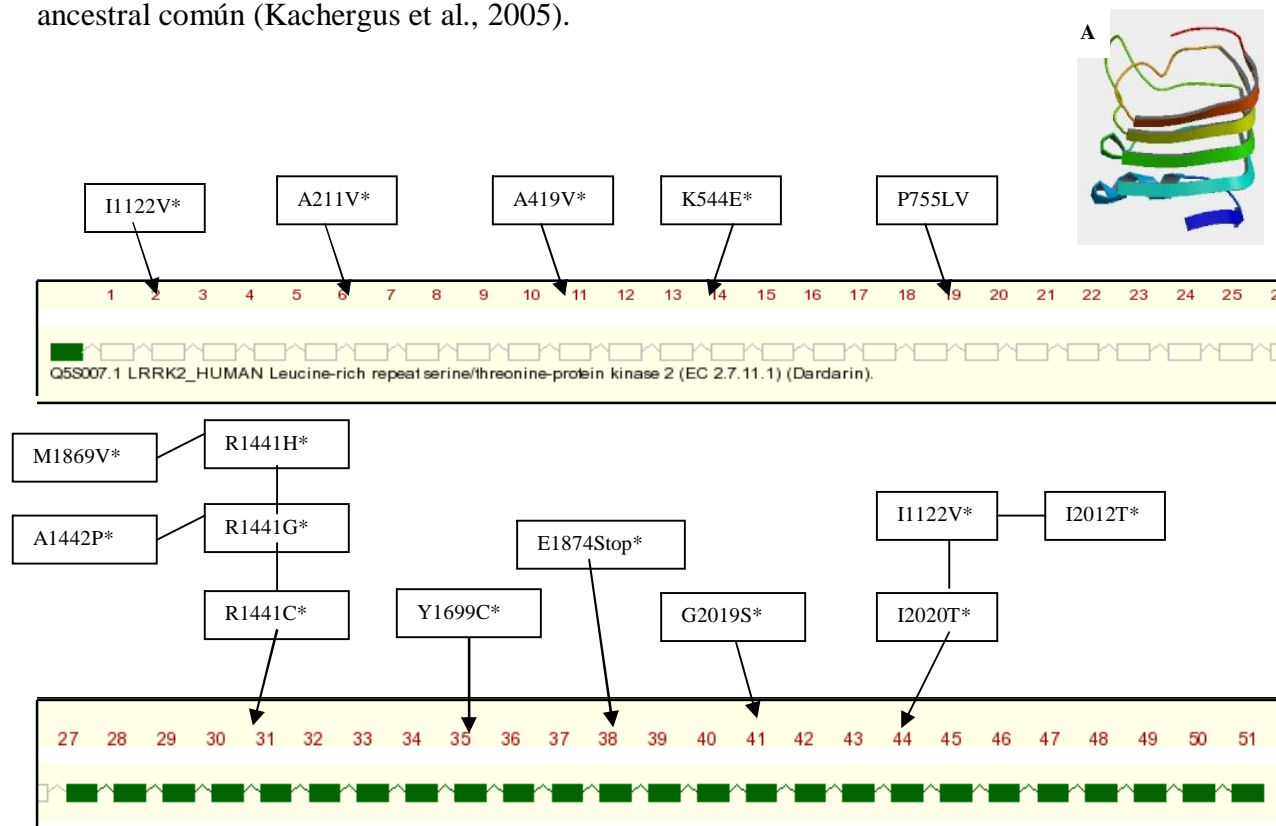 ancestral común (Kachergus et al., 2005).
A
I1122V*
A211V*
A419V*
K544E*
P755LV
1 2 3 4 5 6 7 8 9 10 11 12 13 14 15 16 17 18 19 20 21 22 23 24 25 2
Q5S007.1 LRRK2_HUMAN Leucine-rich repeat serine/threonine-protein kinase 2 (EC 2.7.11.1) (Dardarin).
M1869V*
R1441H*
A1442P*
R1441G*
R1441C*
Y1699C*
E1874Stop*
G2019S*
I1122V*
I2012T*
I2020T*
27 28 29 30 31 32 33 34 35 36 37 38 39 40 41 42 43 44 45 46 47 48 49 50 51